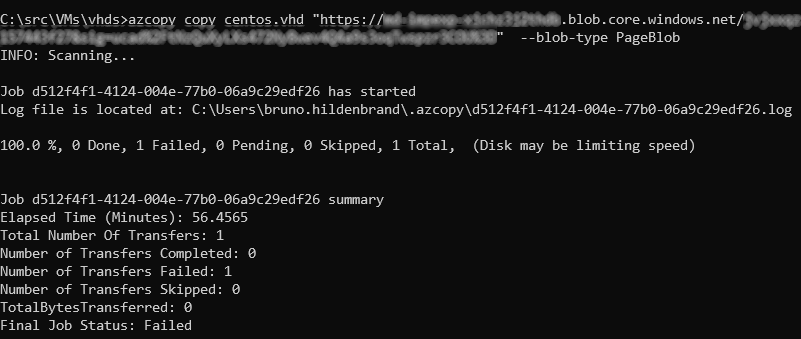 C:\src\VMs\vhds>azcopy copy centos.vhd "https:// .blob.core.windows.net/
" --blob-type PageBlob
INFO: Scanning...
Job d512f4f1-4124-004e-77b0-06a9c29edf26 has started
Log file is located at: C:\Users\bruno.hildenbrand\.azcopy\d512f4f1-4124-004e-77b0-06a9c29edf26.log
100.0 %, 0 Done, 1 Failed, 0 Pending, 0 Skipped, 1 Total,  (Disk may be limiting speed)
Job d512f4f1-4124-004e-77b0-06a9c29edf26 summary
Elapsed Time (Minutes): 56.4565
Total Number Of Transfers: 1
Number of Transfers Completed: 0
Number of Transfers Failed: 1
Number of Transfers Skipped: 0
TotalBytesTransferred: 0
Final Job Status: Failed